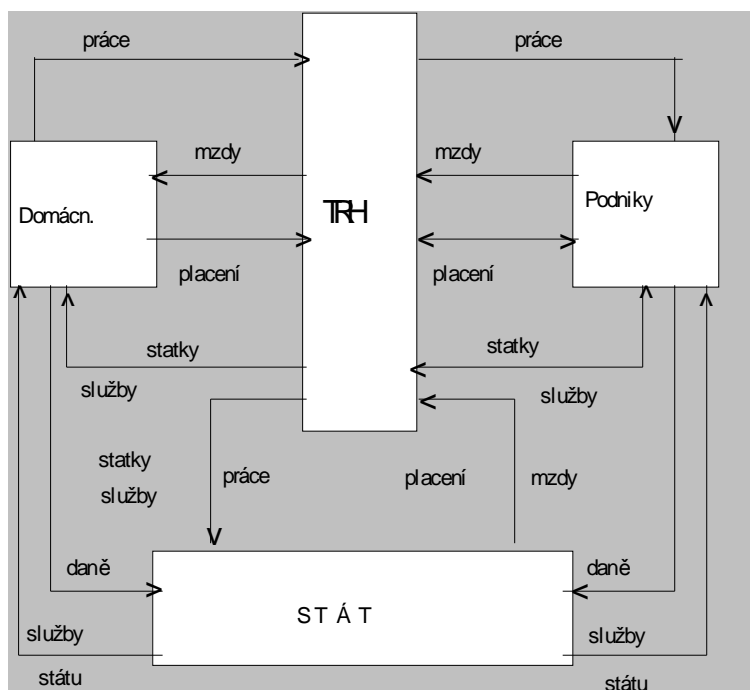 práce
práce
mzdy
mzdy
Domácn.
TRH
Podniky
placení
placení
statky
statky
služby
služby
statky
služby
práce
placení
mzdy
daně
daně
STÁT
služby
služby
státu
státu